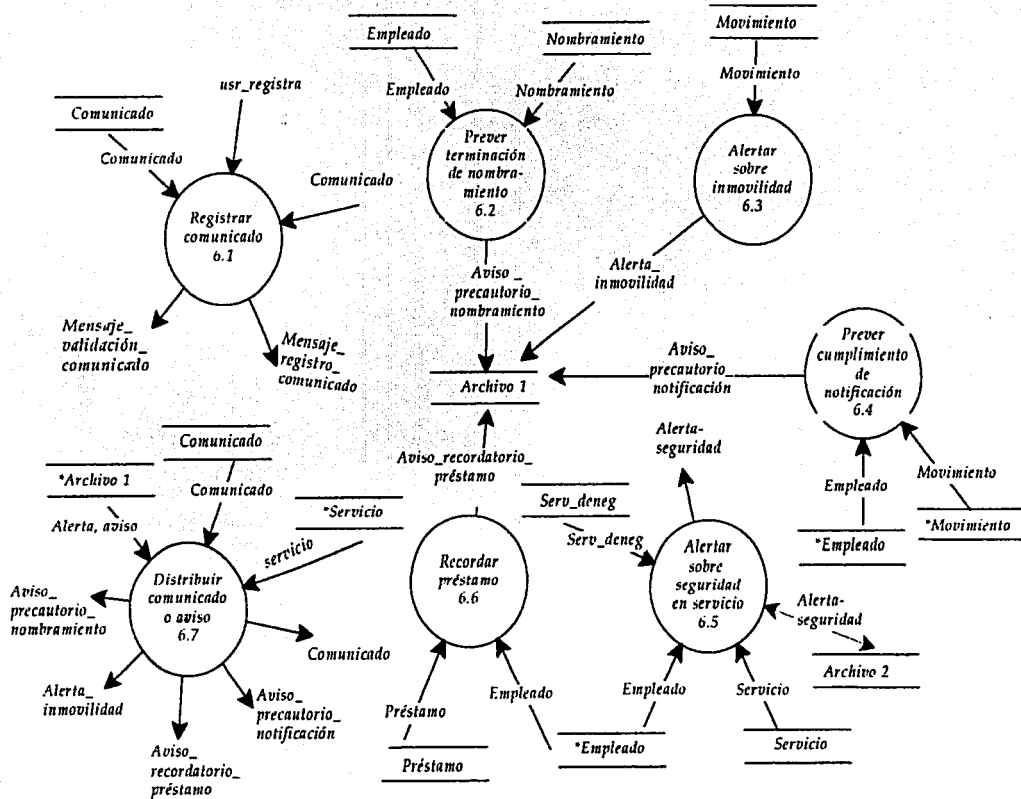 Empleado
Nombramiento
Movimiento
Empleado
Nombramiento
Movimiento
usr_registra
Comunicado
Comunicado
Comunicado
Registrar
comunicado
6.1
Prever
terminación
de nombra-
miento
6.2
Alertar
sobre
inmovilidad
6.3
Mensaje_
validación_
comunicado
Mensaje_
registro_
comunicado
Aviso_
precautorio_
nombramiento
Alerta_
inmovilidad
Archivo 1
Aviso_
precautorio_
notificación
Prever
cumplimiento
de
notificación
6.4
Empleado
Movimiento
*Empleado
*Movimiento
Comunicado
*Archivo 1
Comunicado
Alerta, aviso
*Servicio
servicio
Distribuir
comunicado
o aviso
6.7
Aviso_
precautorio_
nombramiento
Alerta_
inmovilidad
Aviso_
recordatorio_
préstamo
Aviso_
precautorio_
notificación
Comunicado
Aviso_recordatorio_
préstamo
Recordar
préstamo
6.6
Préstamo
Préstamo
Empleado
*Empleado
Alerta-
seguridad
Serv_deneg
Serv_deneg
Alertar
sobre
seguridad
en servicio
6.5
Alerta-
seguridad
Archivo 2
Empleado
Servicio
Servicio